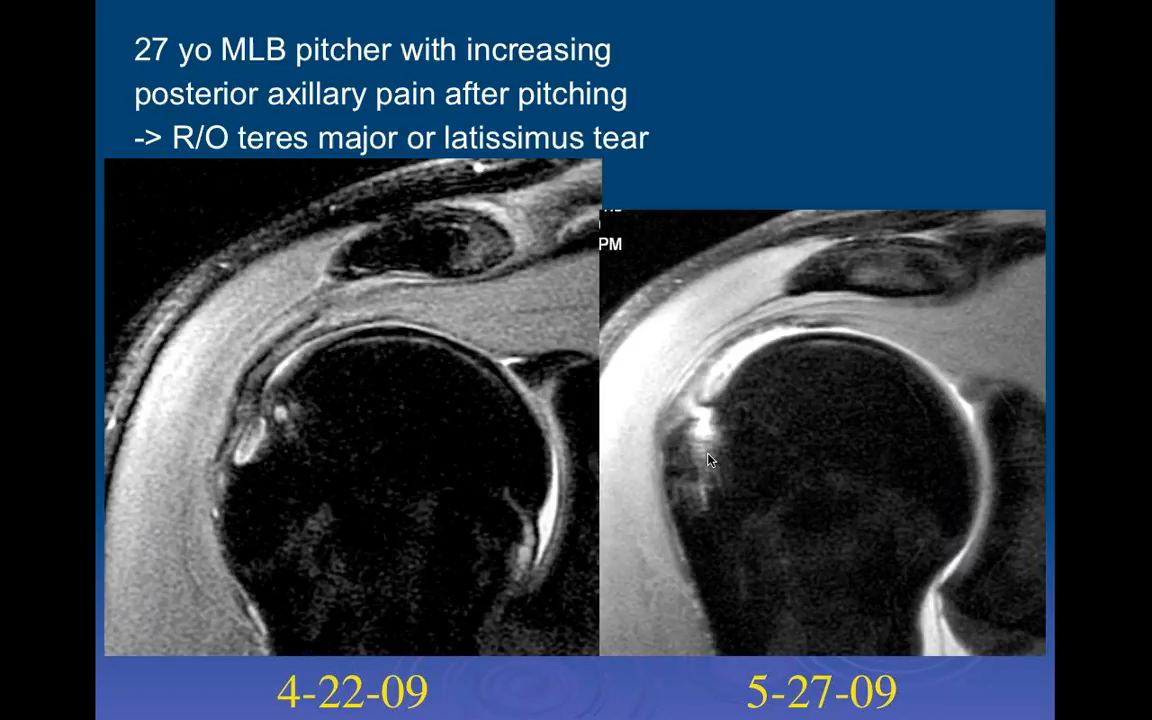 27 yo MLB pitcher with increasing
posterior axillary pain after pitching
-> R/O teres major or latissimus tear
PM
4-22-09
5-27-09